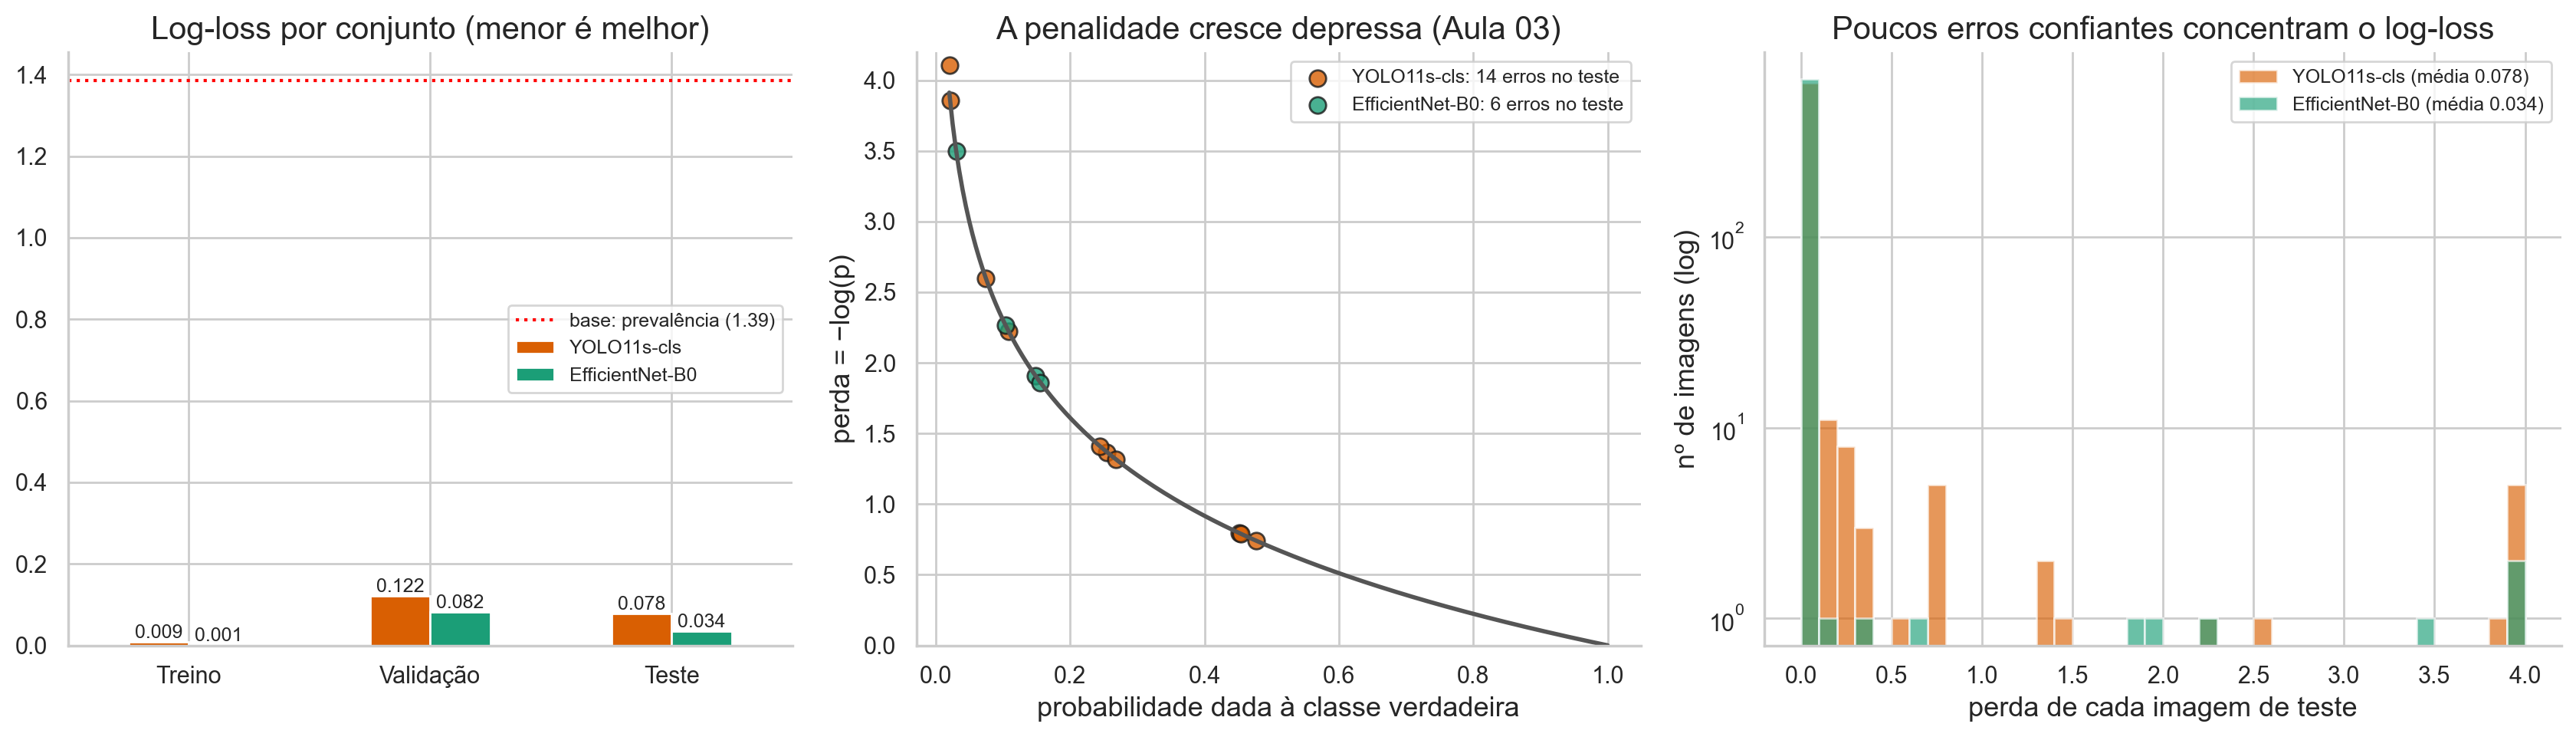 Log-loss por conjunto (menor é melhor)
1.4
1.2
1.0
0.8
0.6
0.4
0.2
0.0
base: prevalência (1.39)
YOLO11s-cls
EfficientNet-B0
0.009
0.001
0.122
0.082
0.078
0.034
Treino
Validação
Teste
A penalidade cresce depressa (Aula 03)
perda = −log(p)
4.0
3.5
3.0
2.5
2.0
1.5
1.0
0.5
0.0
YOLO11s-cls: 14 erros no teste
EfficientNet-B0: 6 erros no teste
0.0 0.2 0.4 0.6 0.8 1.0
probabilidade dada à classe verdadeira
Poucos erros confiantes concentram o log-loss
nº de imagens (log)
10^2
10^1
10^0
YOLO11s-cls (média 0.078)
EfficientNet-B0 (média 0.034)
0.0 0.5 1.0 1.5 2.0 2.5 3.0 3.5 4.0
perda de cada imagem de teste